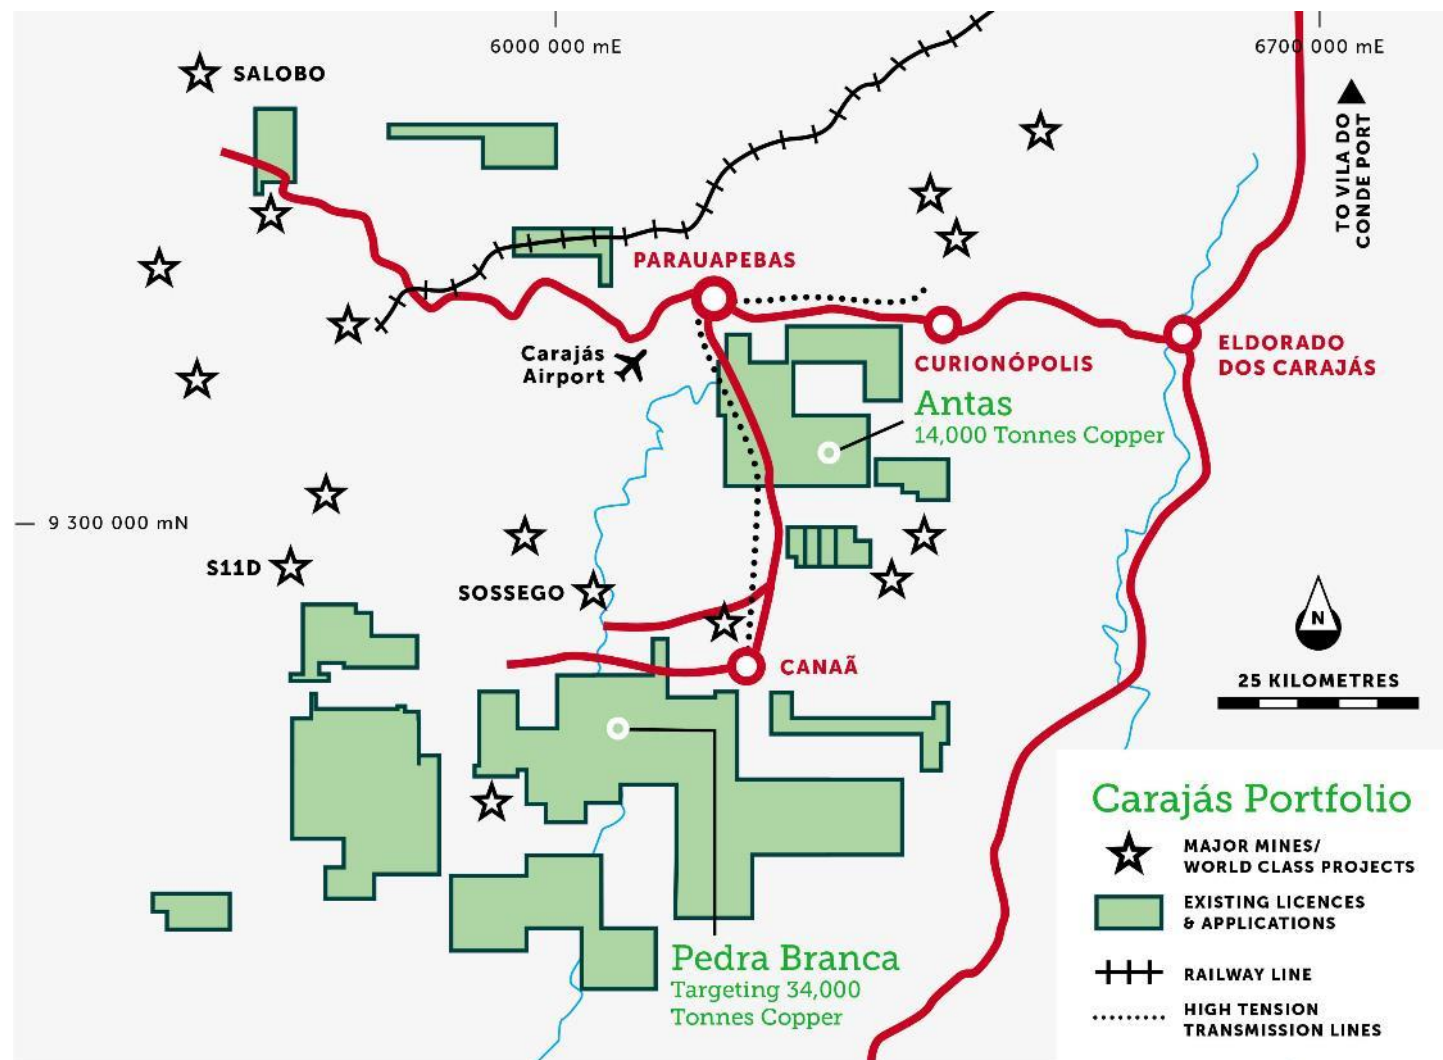 6000 000 mE
6700 000 mE
SALOBO
TO VILA DO
CONDE PORT
PARAUAPEBAS
Carajás
Airport
CURIONÓPOLIS
ELDORADO
DOS CARAJÁS
Antas
14,000 Tonnes Copper
9 300 000 mN
S11D
SOSSEGO
N
CANAÃ
25 KILOMETRES
Carajás Portfolio
MAJOR MINES/
WORLD CLASS PROJECTS
EXISTING LICENCES
& APPLICATIONS
RAILWAY LINE
HIGH TENSION
TRANSMISSION LINES
Pedra Branca
Targeting 34,000
Tonnes Copper